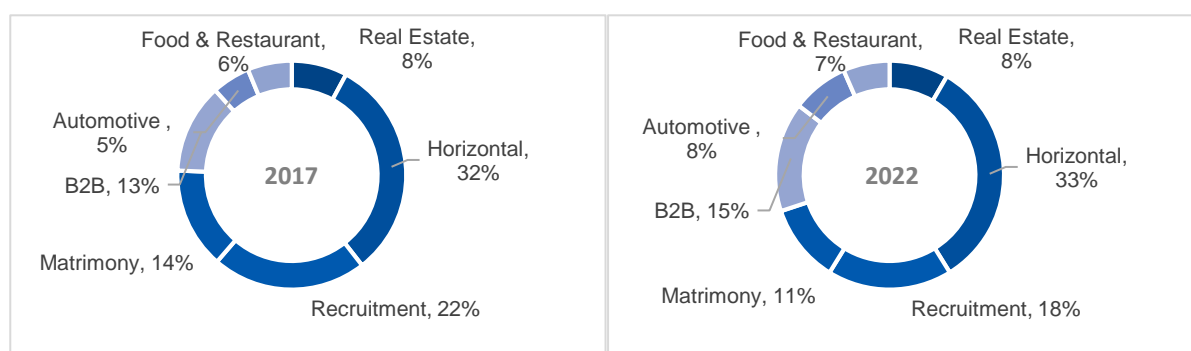 Food & Restaurant,
6%
Real Estate,
8%
Automotive ,
5%
Horizontal,
32%
2017
B2B, 13%
Matrimony, 14%
Recruitment, 22%
Food & Restaurant,
7%
Real Estate,
8%
Automotive ,
8%
Horizontal,
33%
2022
B2B, 15%
Matrimony, 11%
Recruitment, 18%